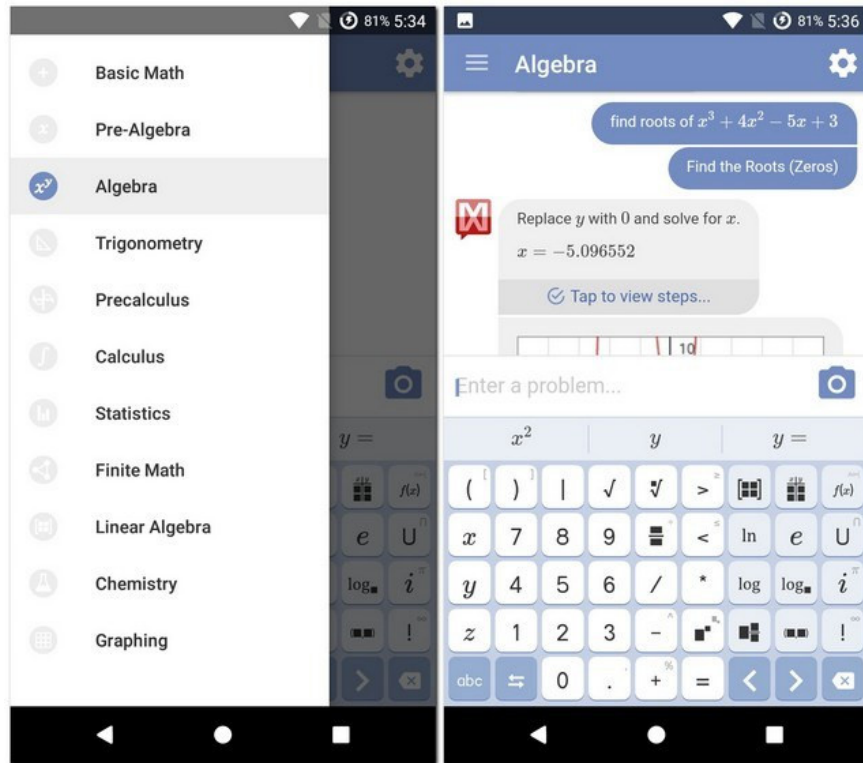 81% 5:34
Basic Math
Pre-Algebra
x^y Algebra
Trigonometry
Precalculus
Calculus
Statistics
Finite Math
Linear Algebra
Chemistry
Graphing
y =
f(x)
e U
log i π
! ∞
81% 5:36
Algebra
find roots of x³ + 4x² − 5x + 3
Find the Roots (Zeros)
Replace y with 0 and solve for x.
x = −5.096552
Tap to view steps...
10
Enter a problem...
x² y y =
( [ ) ] | √ ∛ > ≥ [ ] f(x)
x 7 8 9 < ≤ ln e U ∩
y 4 5 6 / * log log i π
z 1 2 3 − ^ ! ∞
abc 0 . , + % = < >